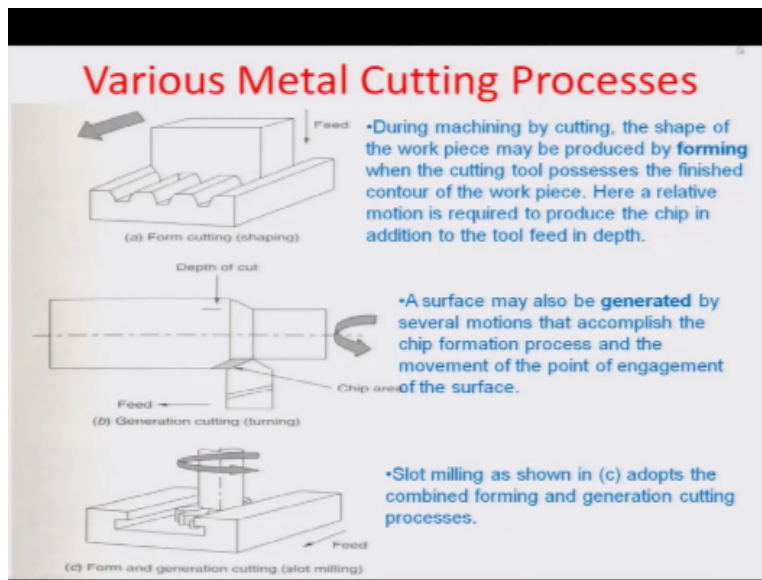 Various Metal Cutting Processes
Feed
•During machining by cutting, the shape of
the work piece may be produced by forming
when the cutting tool possesses the finished
contour of the work piece. Here a relative
motion is required to produce the chip in
addition to the tool feed in depth.
(a) Form cutting (shaping)
Depth of cut
•A surface may also be generated by
several motions that accomplish the
chip formation process and the
movement of the point of engagement
of the surface.
Chip area
Feed
(b) Generation cutting (turning)
•Slot milling as shown in (c) adopts the
combined forming and generation cutting
processes.
Feed
(c) Form and generation cutting (slot milling)